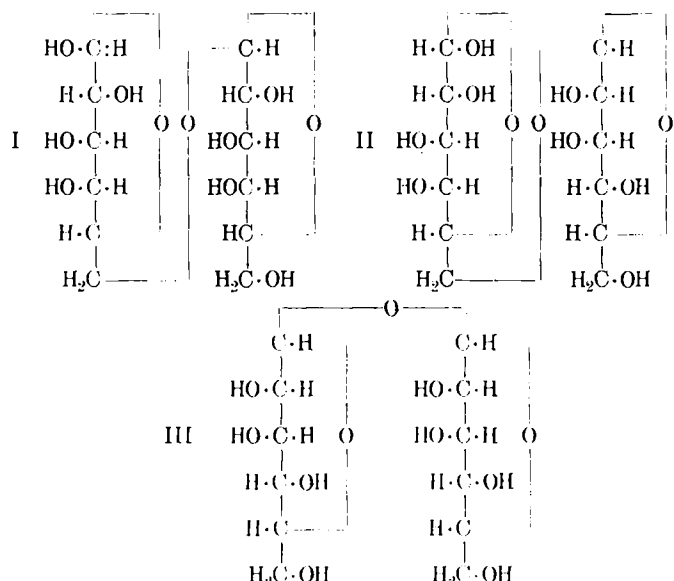 HO·C:H C·H H·C·OH C·H
H·C·OH HC·OH H·C·OH HO·C·H
I HO·C·H O O HOC·H O II HO·C·H O O HO·C·H O
HO·C·H HOC·H HO·C·H H·C·OH
H·C HC H·C H·C
H₂C H₂C·OH H₂C H₂C·OH
O
C·H C·H
HO·C·H HO·C·H
III HO·C·H O HO·C·H O
H·C·OH H·C·OH
H·C H·C
H₂C·OH H₂C·OH